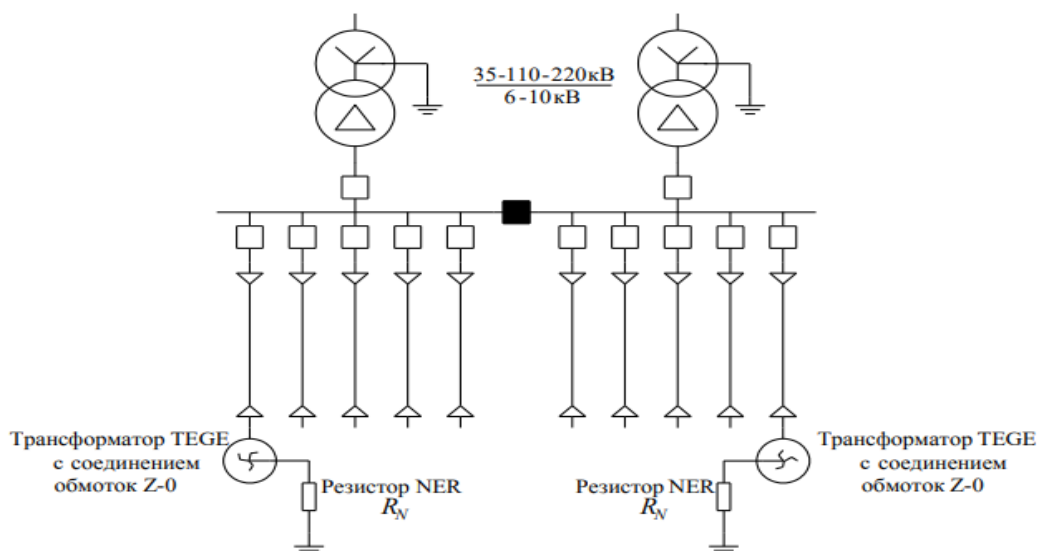 35-110-220кВ
6-10кВ
Трансформатор TEGE
с соединением
обмоток Z-0
Резистор NER
R_N
Резистор NER
R_N
Трансформатор TEGE
с соединением
обмоток Z-0